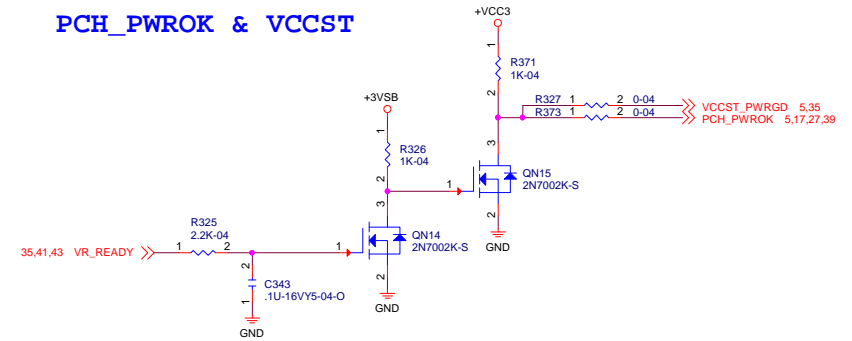 PCH_PWROK & VCCST
+VCC3
1
R371
1K-D
2
+3VSB
R327 1 2 0-04
VCCST_PWRGD 5,35
R373 1 2 0-04
PCH_PWROK 5,17,27,39
1
R326
1K-04
2
3
1
QN15
2N7002K-S
2
GND
3
R325
2.2K-04
35,41,43 VR_READY
1 2
1
QN14
2N7002K-S
2
GND
2
C343
.1U-16VY5-04-O
1
GND